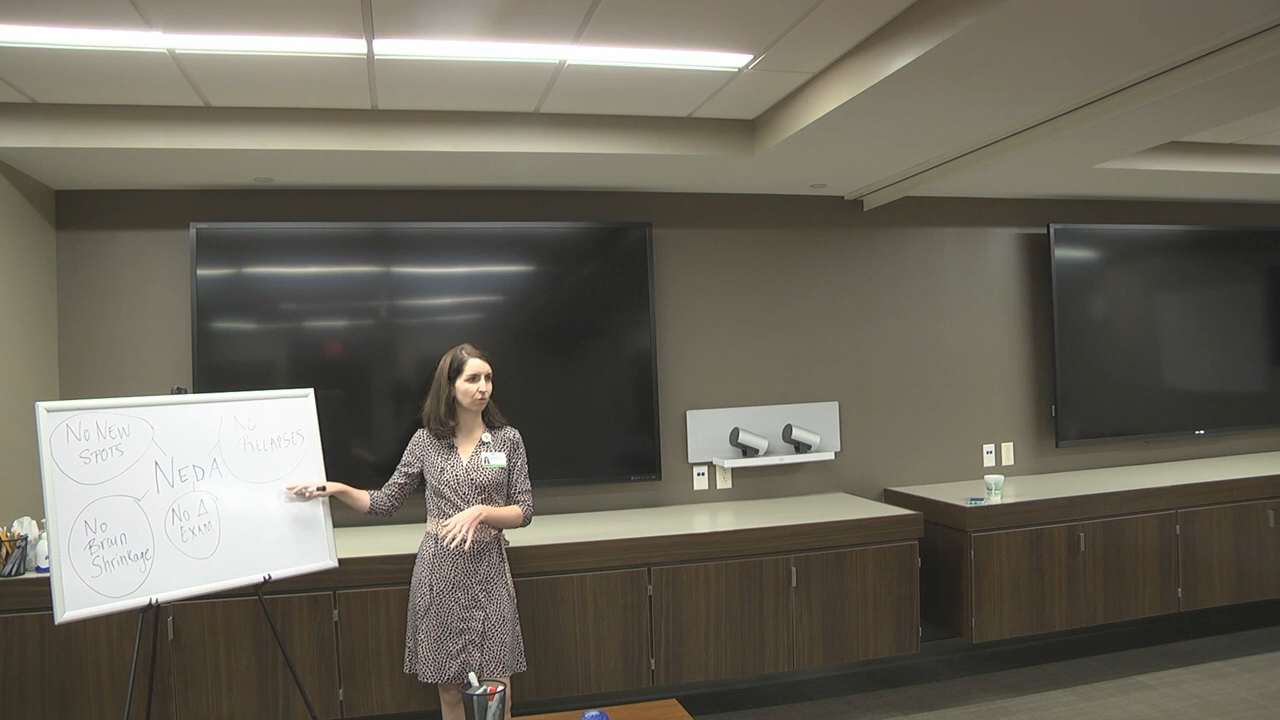 No New
SPOTS
No
RELAPSES
NEDA
No Δ
EXAM
No
Brain
Shrinkage